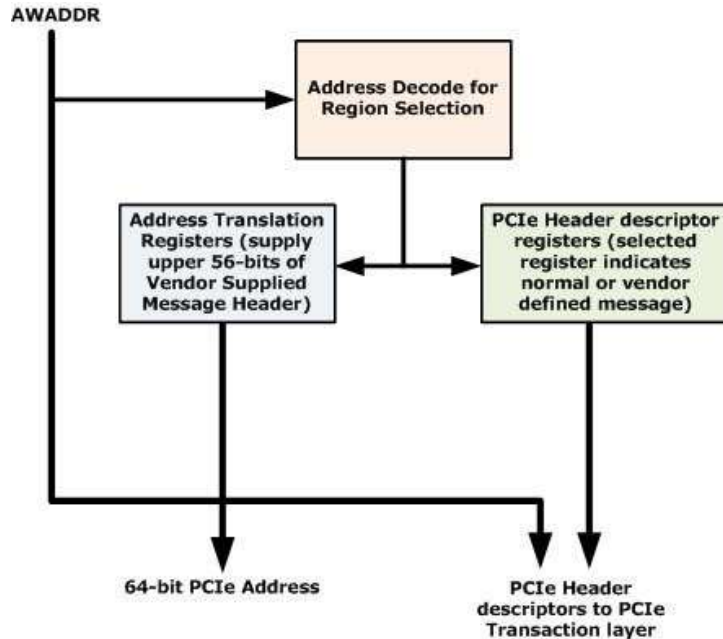 AWADDR
Address Decode for
Region Selection
Address Translation
Registers (supply
upper 56-bits of
Vendor Supplied
Message Header)
PCIe Header descriptor
registers (selected
register indicates
normal or vendor
defined message)
64-bit PCIe Address
PCIe Header
descriptors to PCIe
Transaction layer